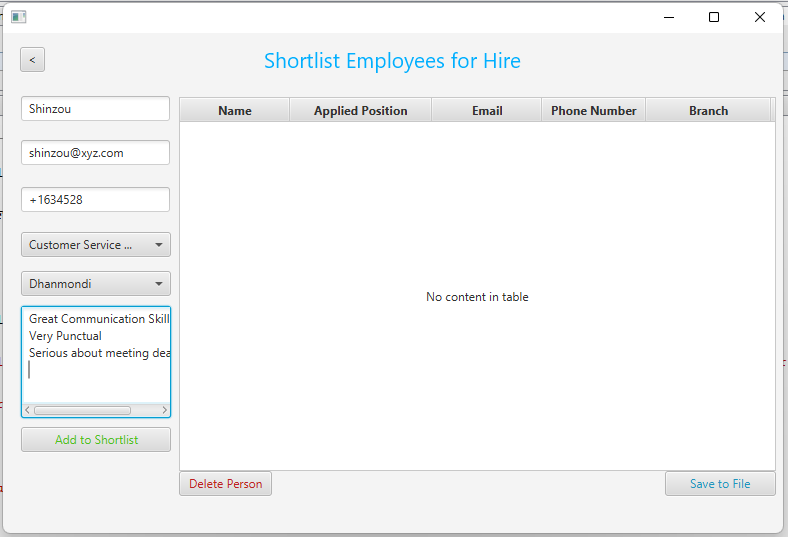 <
Shortlist Employees for Hire
Shinzou
shinzou@xyz.com
+1634528
Customer Service ...
Dhanmondi
Great Communication Skill
Very Punctual
Serious about meeting dea
Add to Shortlist
Name Applied Position Email Phone Number Branch
No content in table
Delete Person Save to File